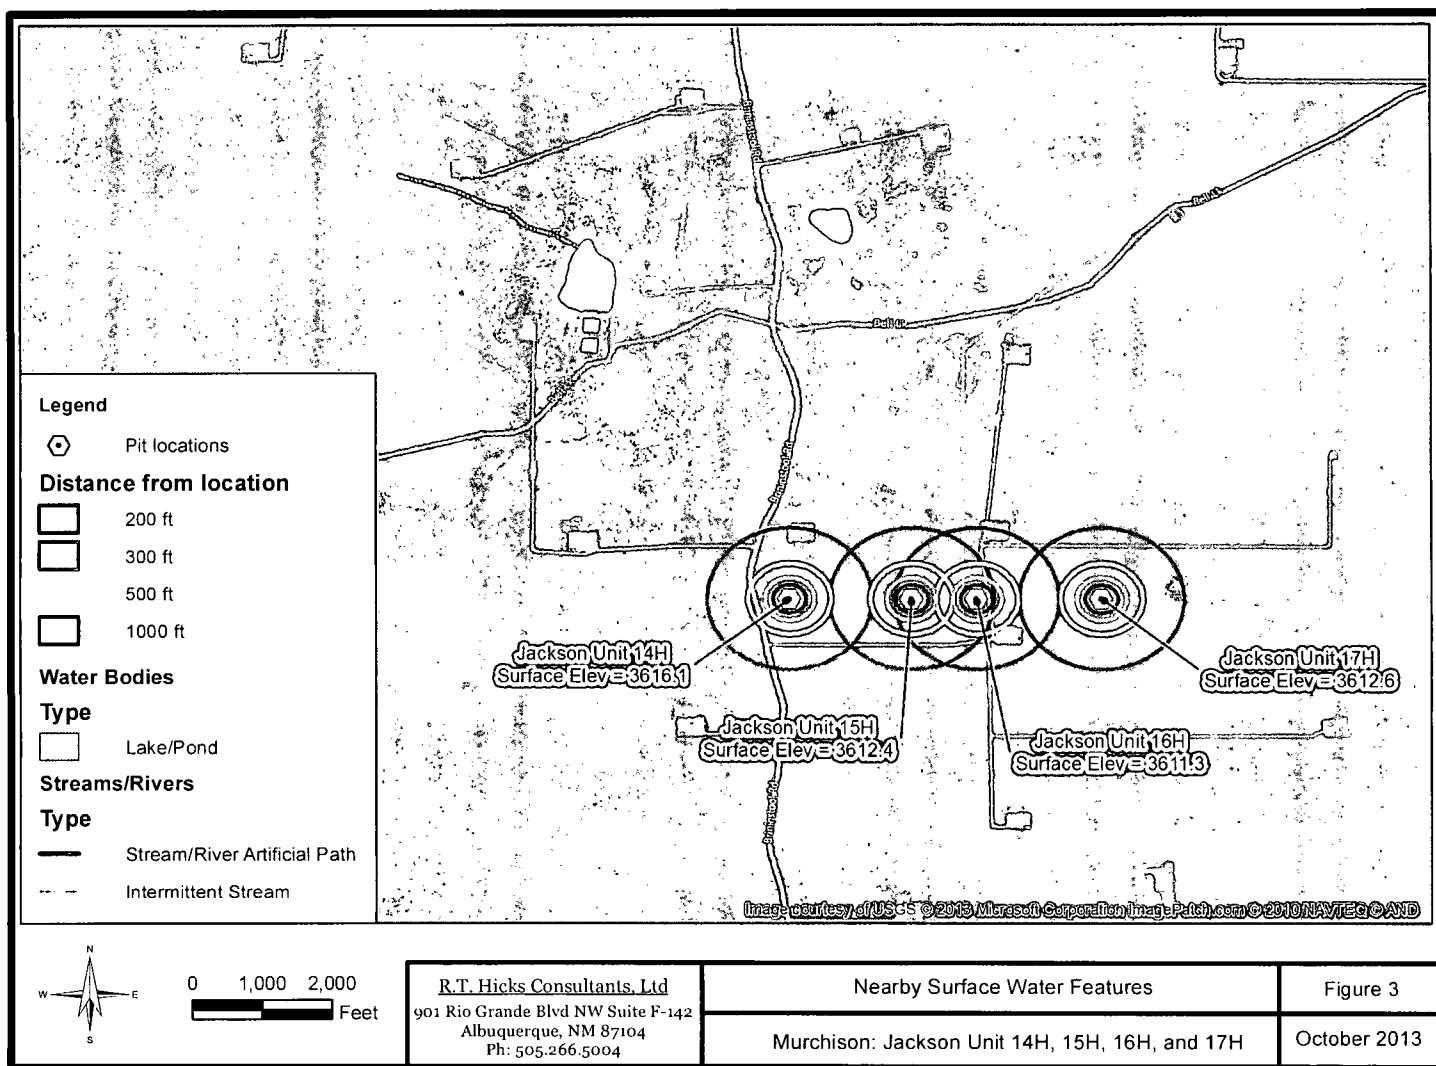 Bell Lk
Bell Lk
Legend
Pit locations
Distance from location
200 ft
300 ft
500 ft
1000 ft
Water Bodies
Type
Lake/Pond
Streams/Rivers
Type
Stream/River Artificial Path
Intermittent Stream
Jackson Unit 14H
Surface Elev = 3616.1
Jackson Unit 15H
Surface Elev = 3612.4
Jackson Unit 16H
Surface Elev = 3611.3
Jackson Unit 17H
Surface Elev = 3612.6
Image courtesy of USGS © 2013 Microsoft Corporation ImagePatch.com © 2010 NAVTEQ © AND
N
W
E
S
0 1,000 2,000
Feet
R.T. Hicks Consultants, Ltd
901 Rio Grande Blvd NW Suite F-142
Albuquerque, NM 87104
Ph: 505.266.5004
Nearby Surface Water Features
Murchison: Jackson Unit 14H, 15H, 16H, and 17H
Figure 3
October 2013